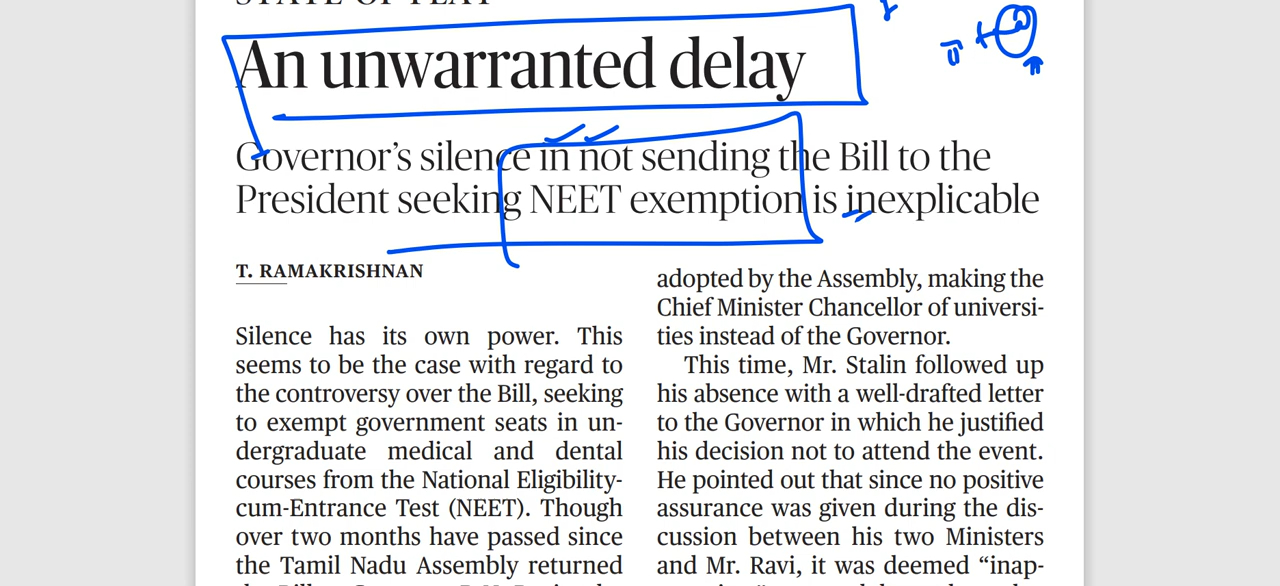 STATE OF PLAY
An unwarranted delay
Governor's silence in not sending the Bill to the
President seeking NEET exemption is inexplicable
T. RAMAKRISHNAN
Silence has its own power. This
seems to be the case with regard to
the controversy over the Bill, seeking
to exempt government seats in un-
dergraduate medical and dental
courses from the National Eligibility-
cum-Entrance Test (NEET). Though
over two months have passed since
the Tamil Nadu Assembly returned
adopted by the Assembly, making the
Chief Minister Chancellor of universi-
ties instead of the Governor.
This time, Mr. Stalin followed up
his absence with a well-drafted letter
to the Governor in which he justified
his decision not to attend the event.
He pointed out that since no positive
assurance was given during the dis-
cussion between his two Ministers
and Mr. Ravi, it was deemed “inap-